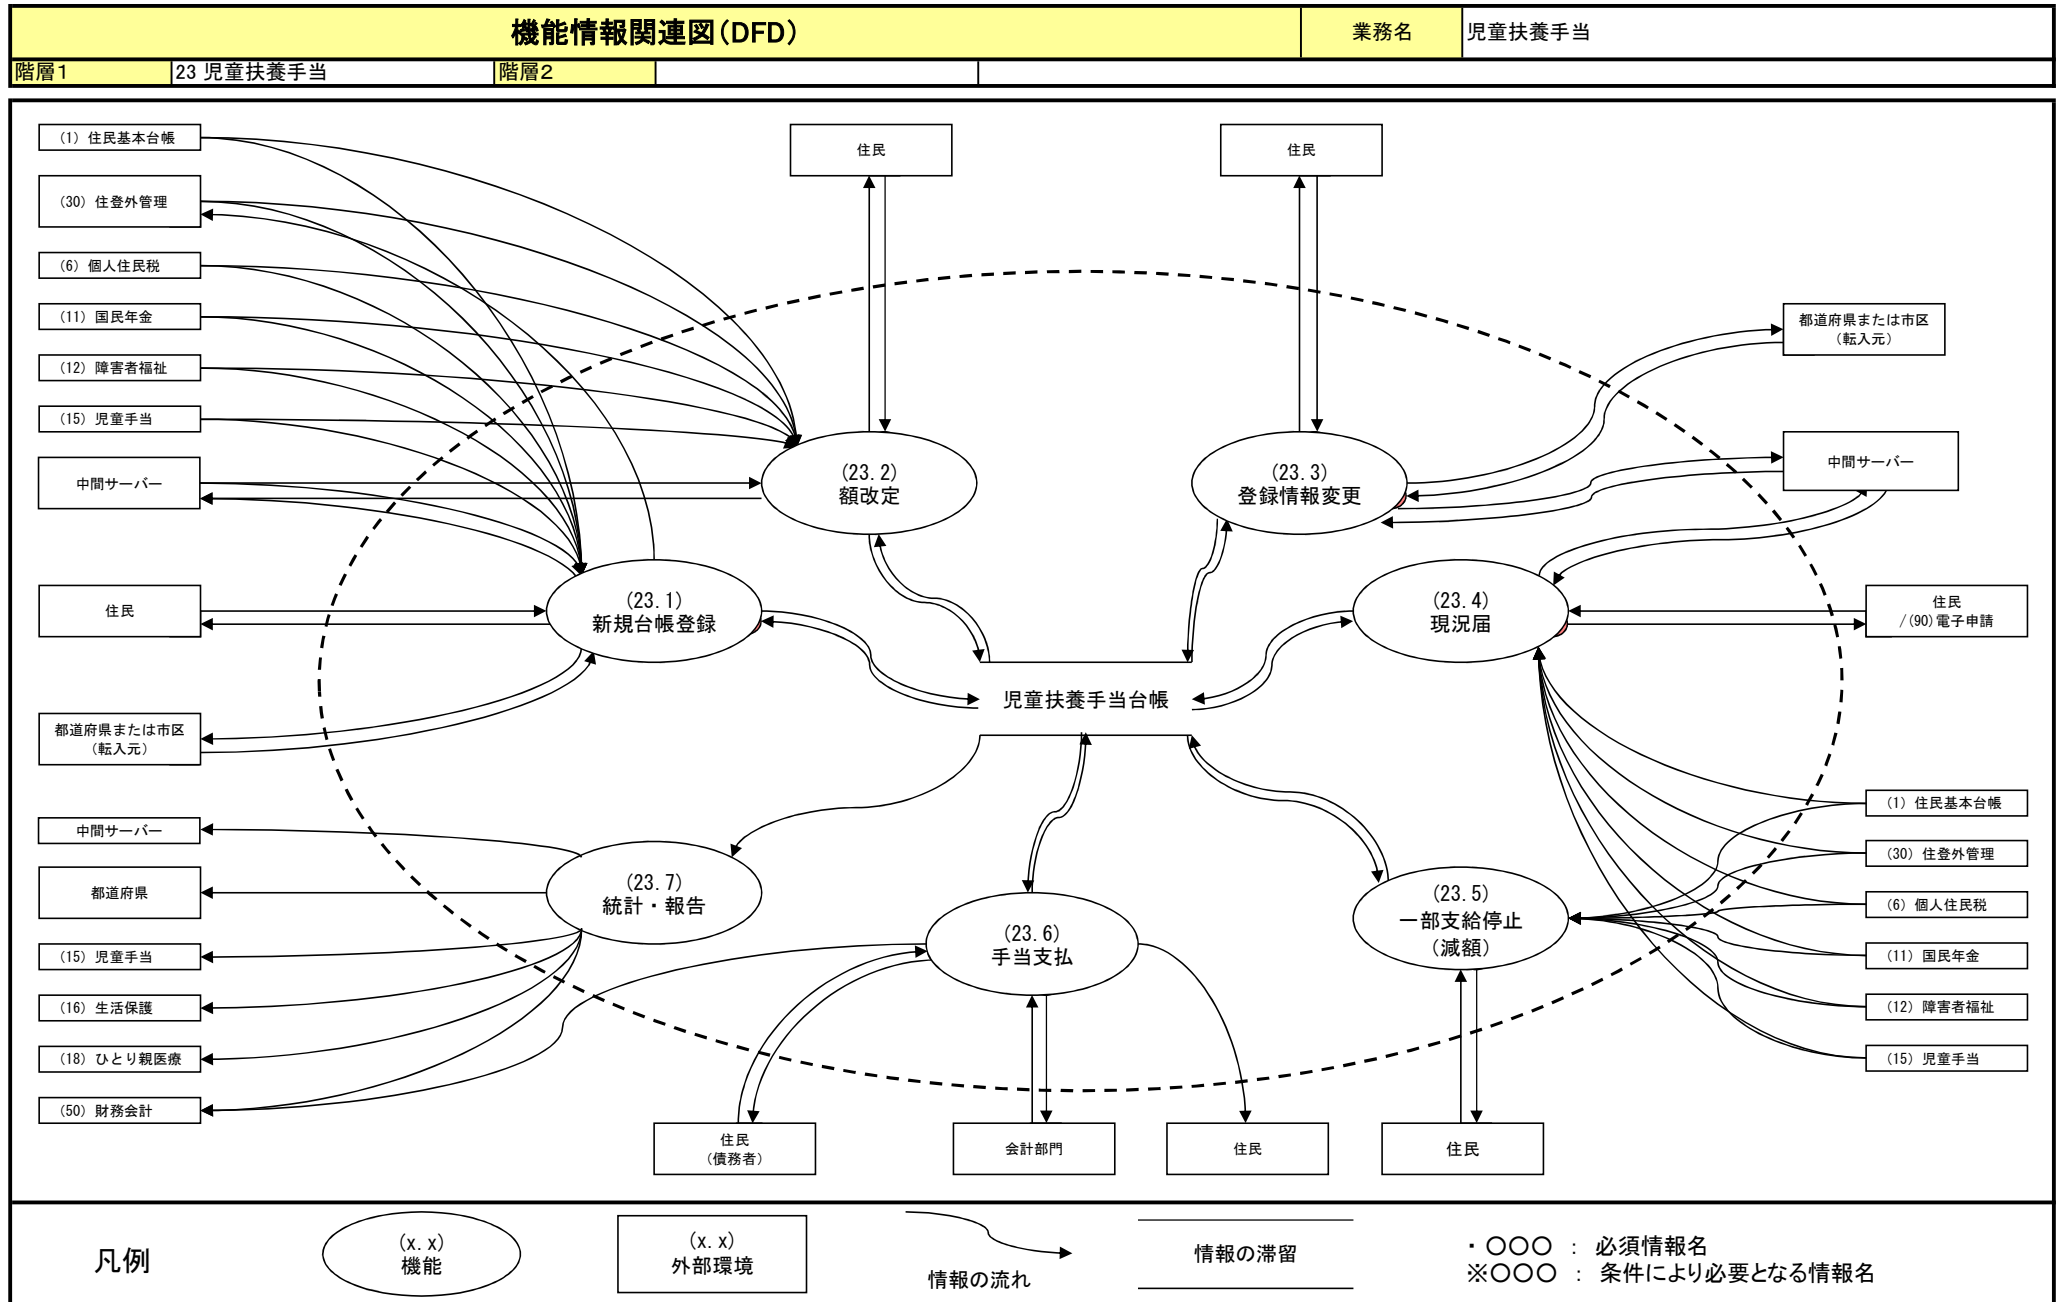 機能情報関連図(DFD)
業務名
児童扶養手当
階層1
23 児童扶養手当
階層2
(1) 住民基本台帳
(30) 住登外管理
(6) 個人住民税
(11) 国民年金
(12) 障害者福祉
(15) 児童手当
中間サーバー
住民
都道府県または市区
(転入元)
住民
住民
都道府県または市区
(転入元)
中間サーバー
住民
/(90)電子申請
(23.2)
額改定
(23.3)
登録情報変更
(23.1)
新規台帳登録
(23.4)
現況届
児童扶養手当台帳
(23.7)
統計・報告
(23.6)
手当支払
(23.5)
一部支給停止
(減額)
中間サーバー
都道府県
(15) 児童手当
(16) 生活保護
(18) ひとり親医療
(50) 財務会計
(1) 住民基本台帳
(30) 住登外管理
(6) 個人住民税
(11) 国民年金
(12) 障害者福祉
(15) 児童手当
住民
(債務者)
会計部門
住民
住民
凡例
(x.x)
機能
(x.x)
外部環境
情報の流れ
情報の滞留
・〇〇〇 : 必須情報名
※〇〇〇 : 条件により必要となる情報名